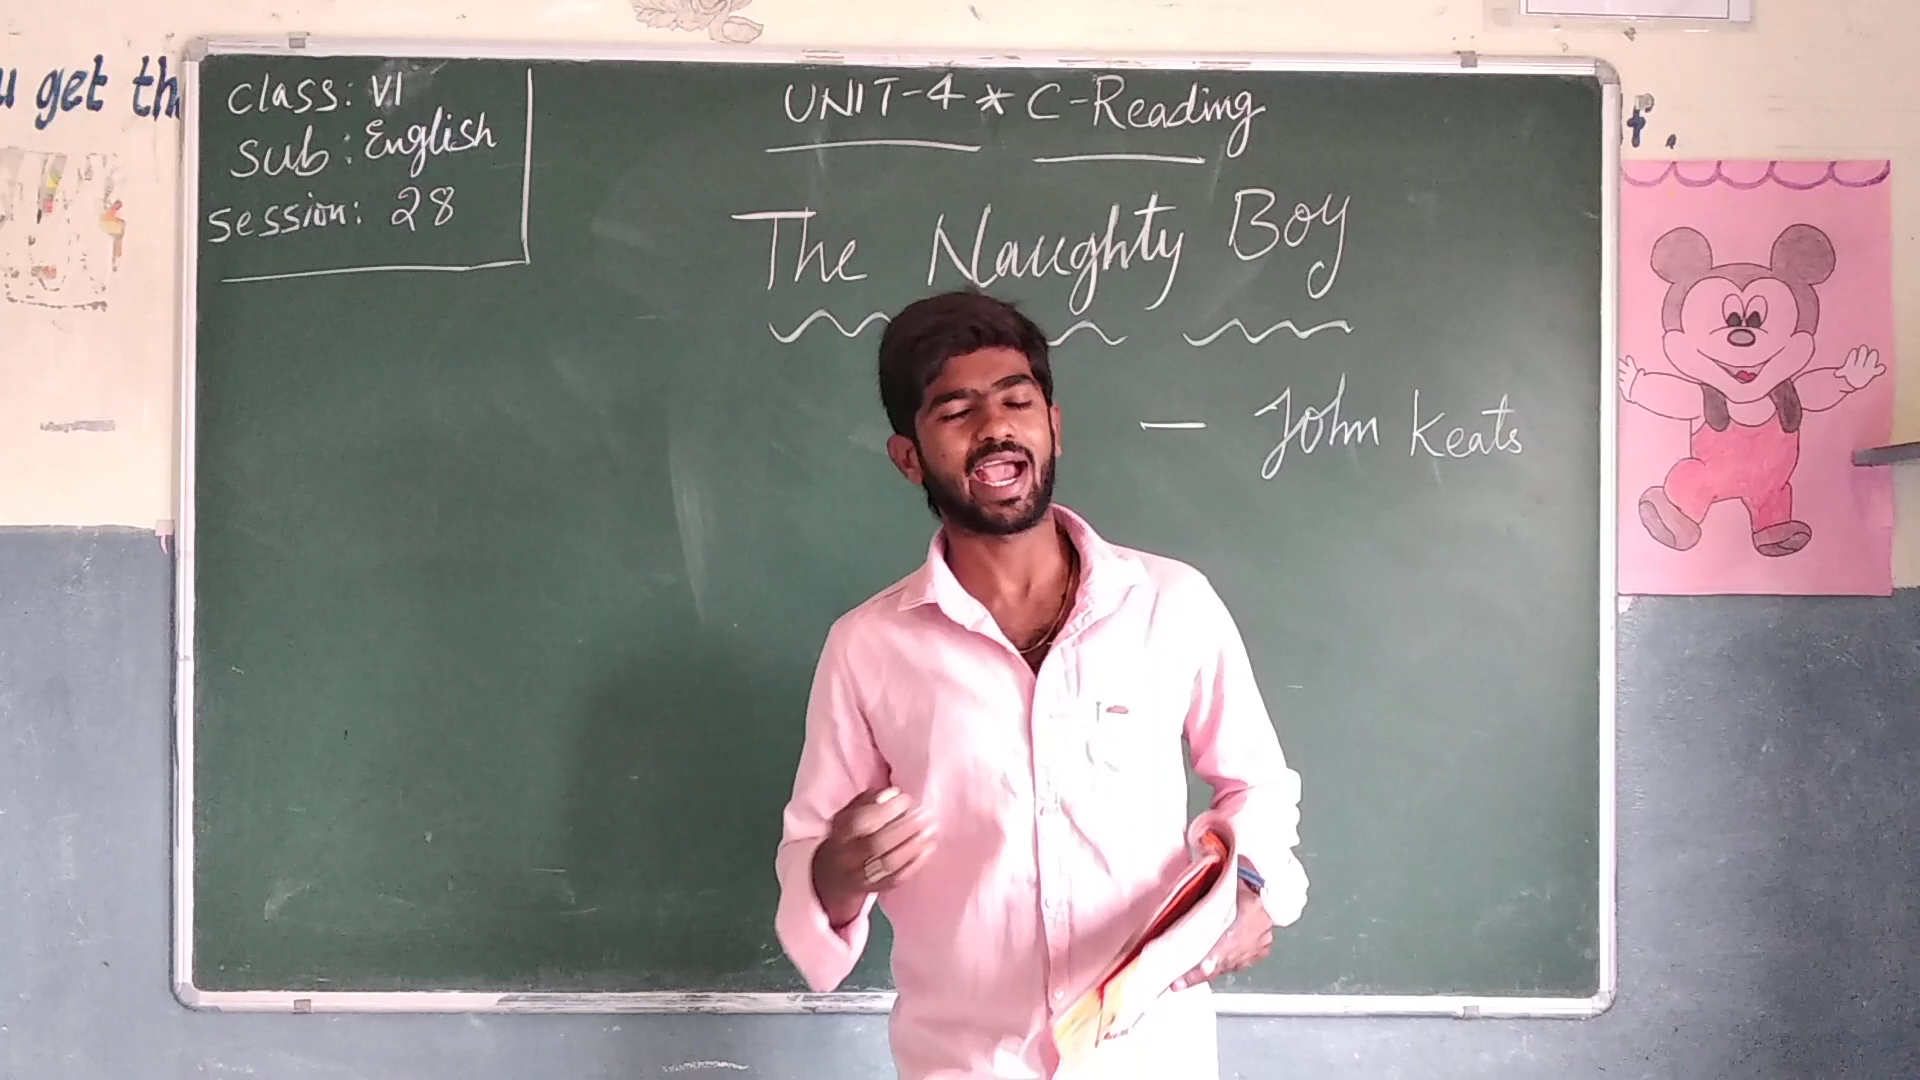 u get th
t.
Class: VI
Sub: English
Session: 28
UNIT-4 * C-Reading
The Naughty Boy
- John Keats